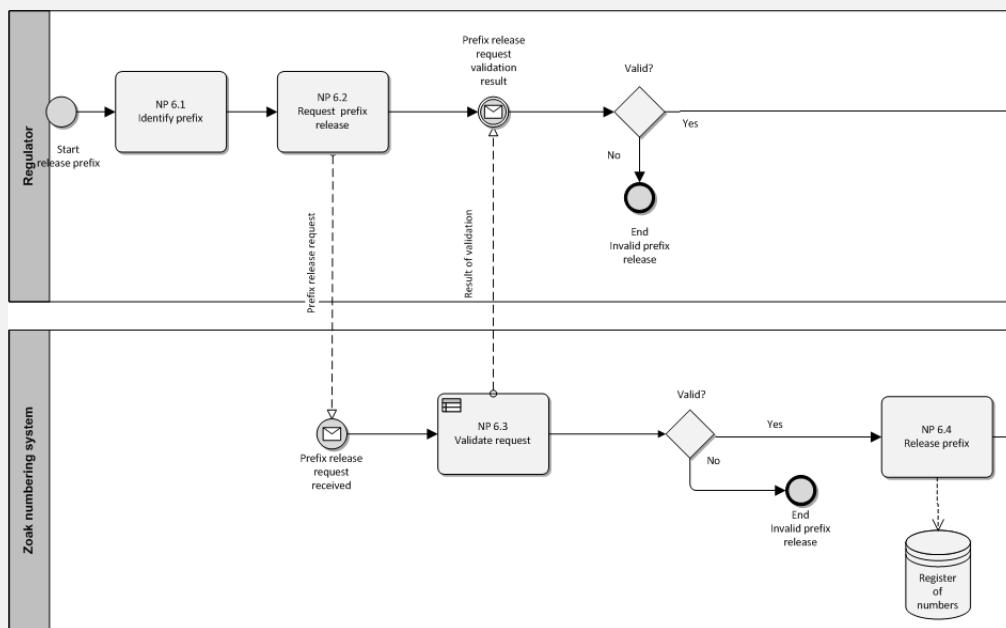 Regulator
Start
release prefix
NP 6.1
Identify prefix
NP 6.2
Request prefix
release
Prefix release
request
validation
result
Valid?
Yes
No
End
Invalid prefix
release
Prefix release request
Result of validation
Zoak numbering system
Prefix release
request
received
NP 6.3
Validate request
Valid?
Yes
No
End
Invalid prefix
release
NP 6.4
Release prefix
Register
of
numbers